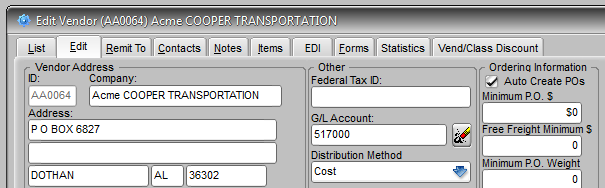 Edit Vendor (AA0064) Acme COOPER TRANSPORTATION
List Edit Remit To Contacts Notes Items EDI Forms Statistics Vend/Class Discount
Vendor Address Other Ordering Information
ID: Company: Federal Tax ID: Auto Create POs
AA0064 Acme COOPER TRANSPORTATION Minimum P.O. $
Address: G/L Account: $0
P O BOX 6827 517000 Free Freight Minimum $
Distribution Method 0
DOTHAN AL 36302 Cost Minimum P.O. Weight
0